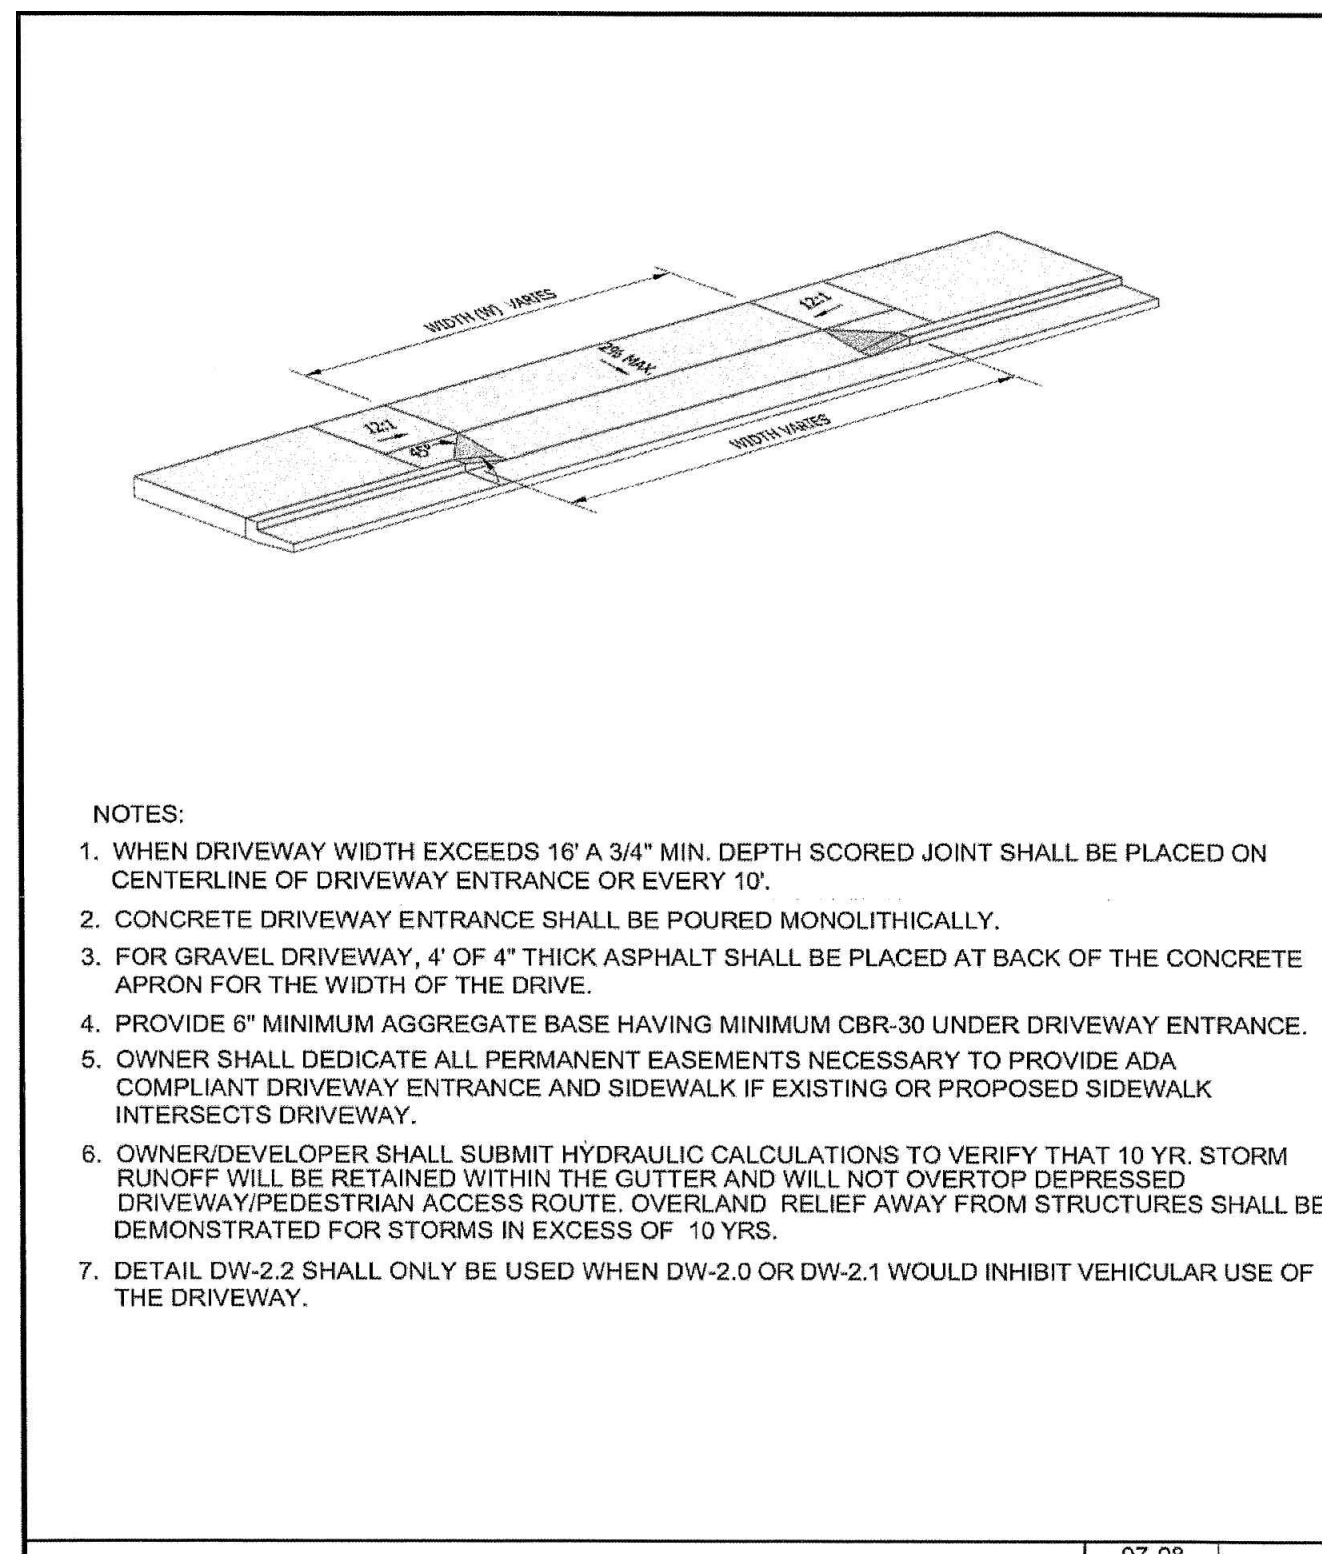 WIDTH (W) VARIES
12:1
2% MAX.
12:1
45°
WIDTH VARIES
NOTES:
1. WHEN DRIVEWAY WIDTH EXCEEDS 16' A 3/4" MIN. DEPTH SCORED JOINT SHALL BE PLACED ON
CENTERLINE OF DRIVEWAY ENTRANCE OR EVERY 10'.
2. CONCRETE DRIVEWAY ENTRANCE SHALL BE POURED MONOLITHICALLY.
3. FOR GRAVEL DRIVEWAY, 4' OF 4" THICK ASPHALT SHALL BE PLACED AT BACK OF THE CONCRETE
APRON FOR THE WIDTH OF THE DRIVE.
4. PROVIDE 6" MINIMUM AGGREGATE BASE HAVING MINIMUM CBR-30 UNDER DRIVEWAY ENTRANCE.
5. OWNER SHALL DEDICATE ALL PERMANENT EASEMENTS NECESSARY TO PROVIDE ADA
COMPLIANT DRIVEWAY ENTRANCE AND SIDEWALK IF EXISTING OR PROPOSED SIDEWALK
INTERSECTS DRIVEWAY.
6. OWNER/DEVELOPER SHALL SUBMIT HYDRAULIC CALCULATIONS TO VERIFY THAT 10 YR. STORM
RUNOFF WILL BE RETAINED WITHIN THE GUTTER AND WILL NOT OVERTOP DEPRESSED
DRIVEWAY/PEDESTRIAN ACCESS ROUTE. OVERLAND RELIEF AWAY FROM STRUCTURES SHALL BE
DEMONSTRATED FOR STORMS IN EXCESS OF 10 YRS.
7. DETAIL DW-2.2 SHALL ONLY BE USED WHEN DW-2.0 OR DW-2.1 WOULD INHIBIT VEHICULAR USE OF
THE DRIVEWAY.